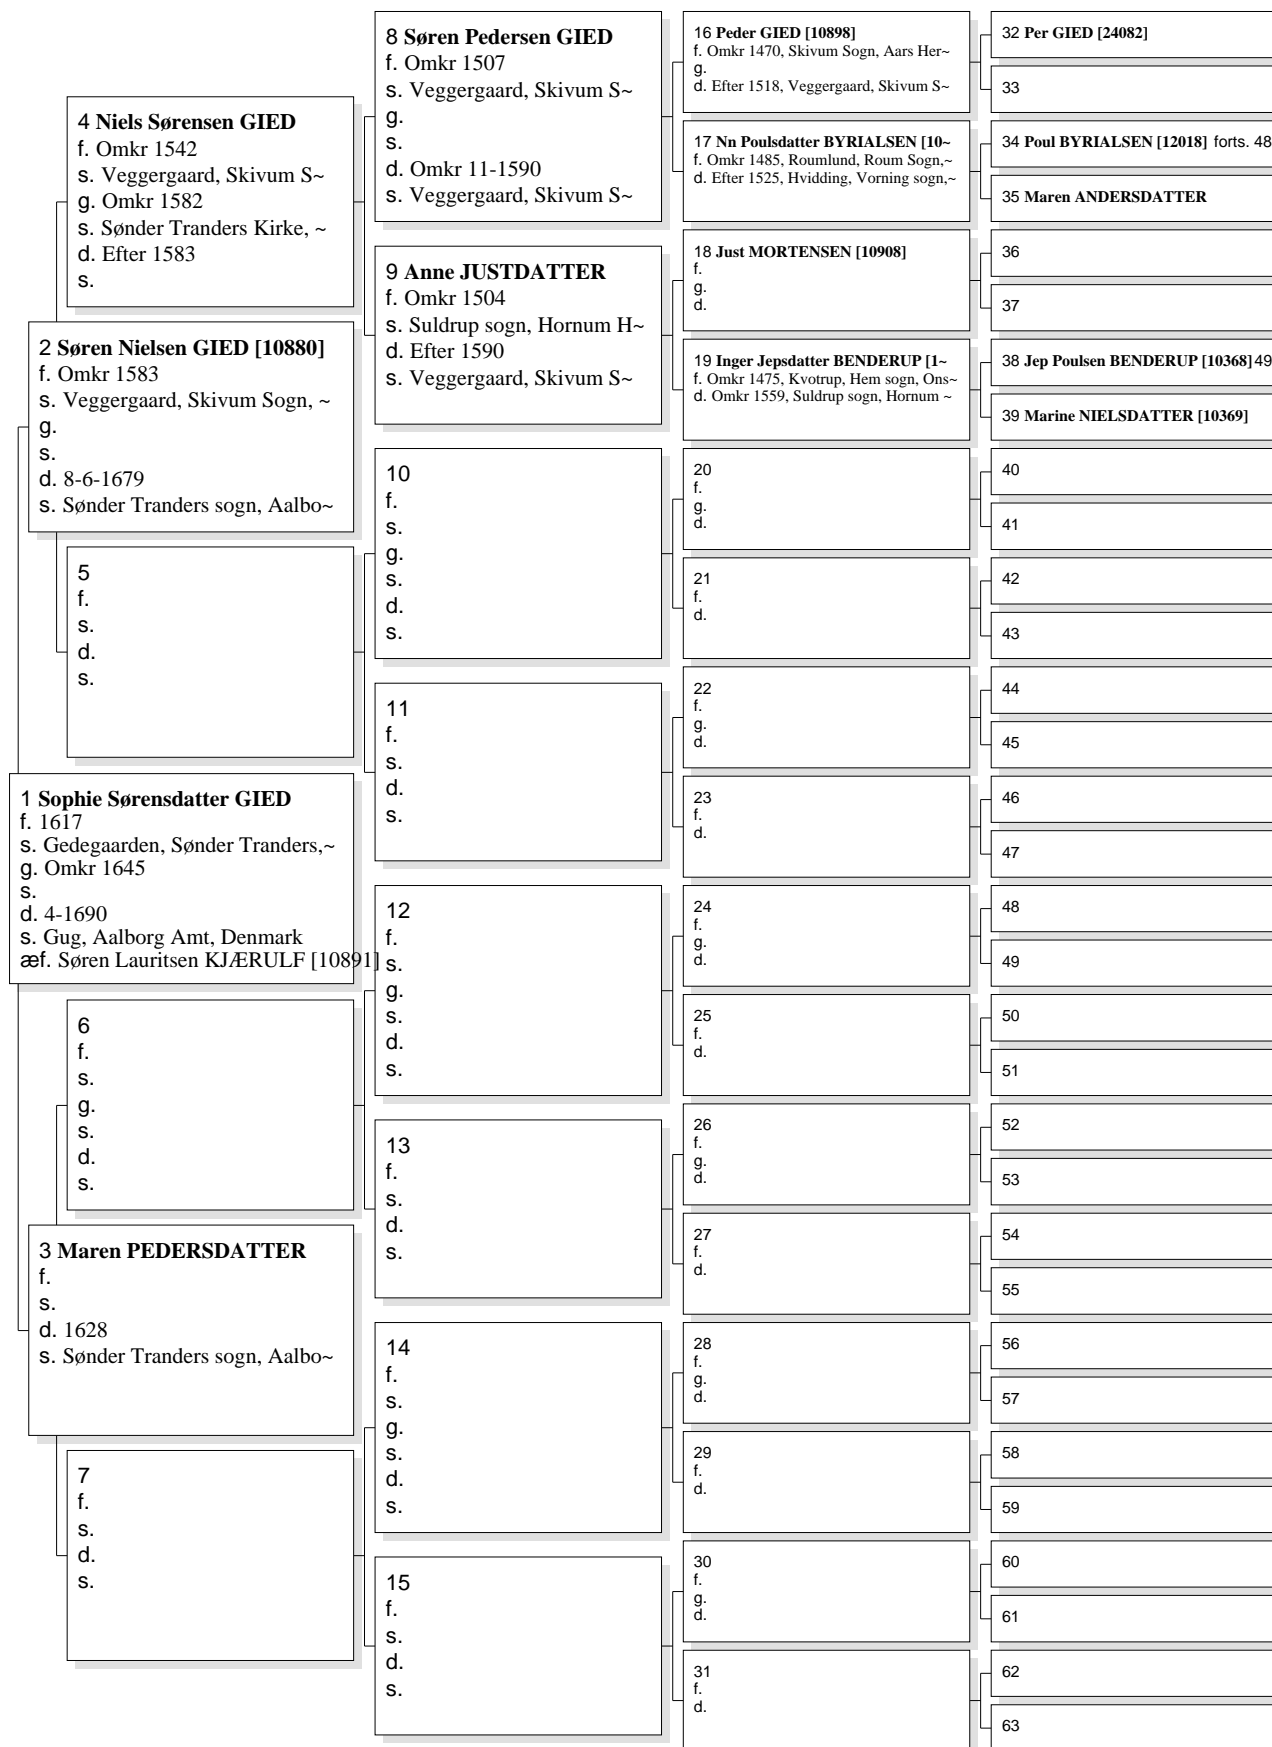 1 Sophie Sørensdatter GIED
f. 1617
s. Gedegaarden, Sønder Tranders,~
g. Omkr 1645
s.
d. 4-1690
s. Gug, Aalborg Amt, Denmark
æf. Søren Lauritsen KJÆRULF [10891]
2 Søren Nielsen GIED [10880]
f. Omkr 1583
s. Veggergaard, Skivum Sogn, ~
g.
s.
d. 8-6-1679
s. Sønder Tranders sogn, Aalbo~
3 Maren PEDERSDATTER
f.
s.
d. 1628
s. Sønder Tranders sogn, Aalbo~
4 Niels Sørensen GIED
f. Omkr 1542
s. Veggergaard, Skivum S~
g. Omkr 1582
s. Sønder Tranders Kirke, ~
d. Efter 1583
s.
5
f.
s.
d.
s.
6
f.
s.
g.
s.
d.
s.
7
f.
s.
d.
s.
8 Søren Pedersen GIED
f. Omkr 1507
s. Veggergaard, Skivum S~
g.
s.
d. Omkr 11-1590
s. Veggergaard, Skivum S~
9 Anne JUSTDATTER
f. Omkr 1504
s. Suldrup sogn, Hornum H~
d. Efter 1590
s. Veggergaard, Skivum S~
10
f.
s.
g.
s.
d.
s.
11
f.
s.
d.
s.
12
f.
s.
g.
s.
d.
s.
13
f.
s.
d.
s.
14
f.
s.
g.
s.
d.
s.
15
f.
s.
d.
s.
16 Peder GIED [10898]
f. Omkr 1470, Skivum Sogn, Aars Her~
g.
d. Efter 1518, Veggergaard, Skivum S~
17 Nn Poulsdatter BYRIALSEN [10~
f. Omkr 1485, Roumlund, Roum Sogn,~
d. Efter 1525, Hvidding, Vorning sogn,~
18 Just MORTENSEN [10908]
f.
g.
d.
19 Inger Jepsdatter BENDERUP [1~
f. Omkr 1475, Kvotrup, Hem sogn, Ons~
d. Omkr 1559, Suldrup sogn, Hornum ~
20
f.
g.
d.
21
f.
d.
22
f.
g.
d.
23
f.
d.
24
f.
g.
d.
25
f.
d.
26
f.
g.
d.
27
f.
d.
28
f.
g.
d.
29
f.
d.
30
f.
g.
d.
31
f.
d.
32 Per GIED [24082]
33
34 Poul BYRIALSEN [12018] forts. 48
35 Maren ANDERSDATTER
36
37
38 Jep Poulsen BENDERUP [10368]49
39 Marine NIELSDATTER [10369]
40
41
42
43
44
45
46
47
48
49
50
51
52
53
54
55
56
57
58
59
60
61
62
63